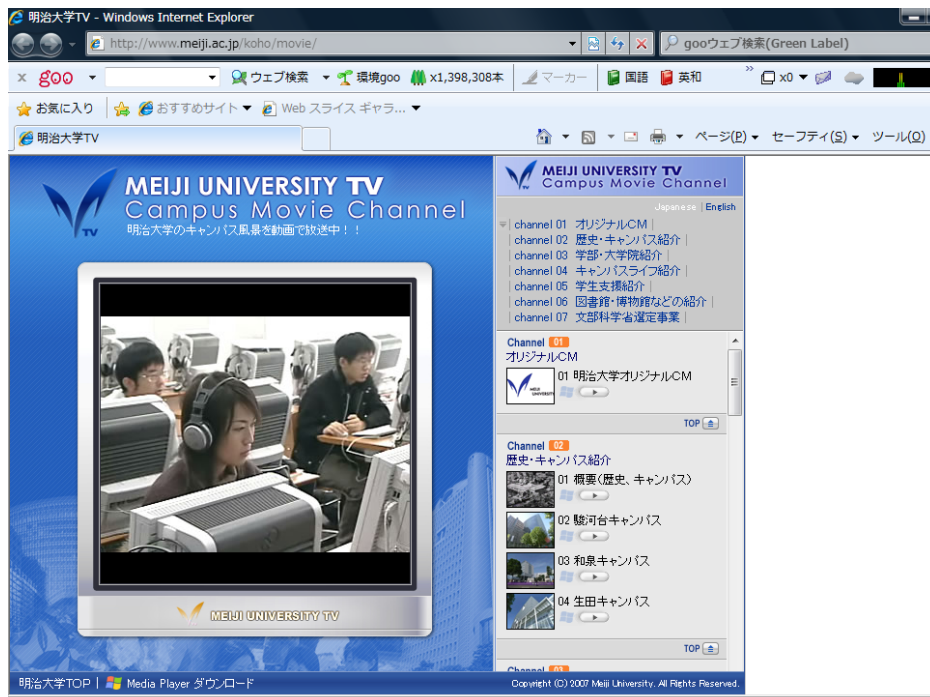 明治大学TV - Windows Internet Explorer
http://www.meiji.ac.jp/koho/movie/
gooウェブ検索(Green Label)
x goo
ウェブ検索
環境goo
x1,398,308本
マーカー
国語
英和
»
x0
お気に入り
おすすめサイト ▼
Web スライス ギャラ... ▼
明治大学TV
ページ(P)
セーフティ(S)
ツール(O)
MEIJI UNIVERSITY TV
Campus Movie Channel
明治大学のキャンパス風景を動画で放送中!!
TV
MEIJI UNIVERSITY TV
明治大学TOP | Media Player ダウンロード
MEIJI UNIVERSITY TV
Campus Movie Channel
Japanese | English
channel 01 オリジナルCM |
channel 02 歴史・キャンパス紹介 |
channel 03 学部・大学院紹介 |
channel 04 キャンパスライフ紹介 |
channel 05 学生支援紹介 |
channel 06 図書館・博物館などの紹介 |
channel 07 文部科学省選定事業 |
Channel 01
オリジナルCM
01 明治大学オリジナルCM
TOP
Channel 02
歴史・キャンパス紹介
01 概要(歴史、キャンパス)
02 駿河台キャンパス
03 和泉キャンパス
04 生田キャンパス
TOP
Channel 03
Copyright (C) 2007 Meiji University. All Rights Reserved.